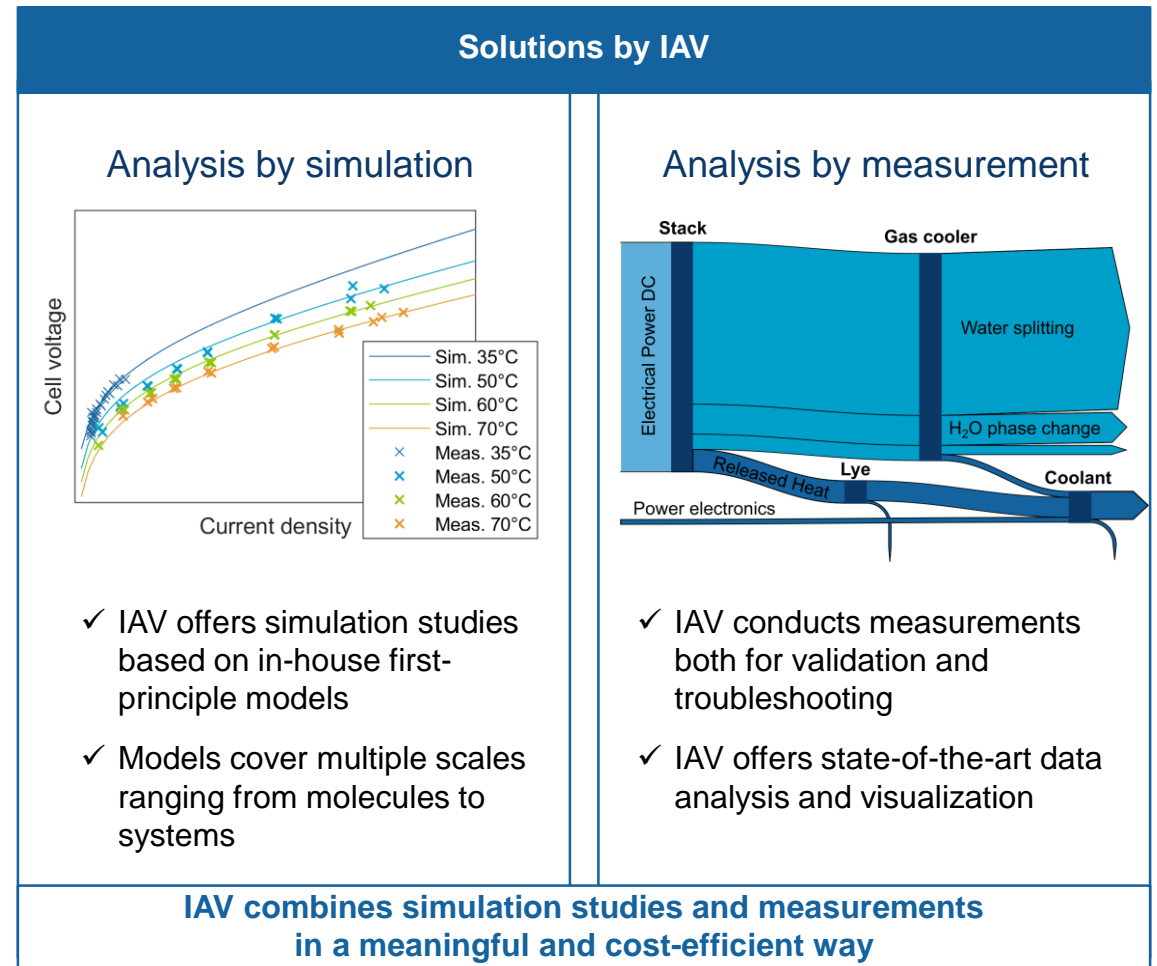 Solutions by IAV
Analysis by simulation
Cell voltage
Current density
Sim. 35°C
Sim. 50°C
Sim. 60°C
Sim. 70°C
Meas. 35°C
Meas. 50°C
Meas. 60°C
Meas. 70°C
✓ IAV offers simulation studies
based on in-house first-
principle models
✓ Models cover multiple scales
ranging from molecules to
systems
Analysis by measurement
Stack
Gas cooler
Electrical Power DC
Water splitting
H₂O phase change
Released Heat
Lye
Coolant
Power electronics
✓ IAV conducts measurements
both for validation and
troubleshooting
✓ IAV offers state-of-the-art data
analysis and visualization
IAV combines simulation studies and measurements
in a meaningful and cost-efficient way